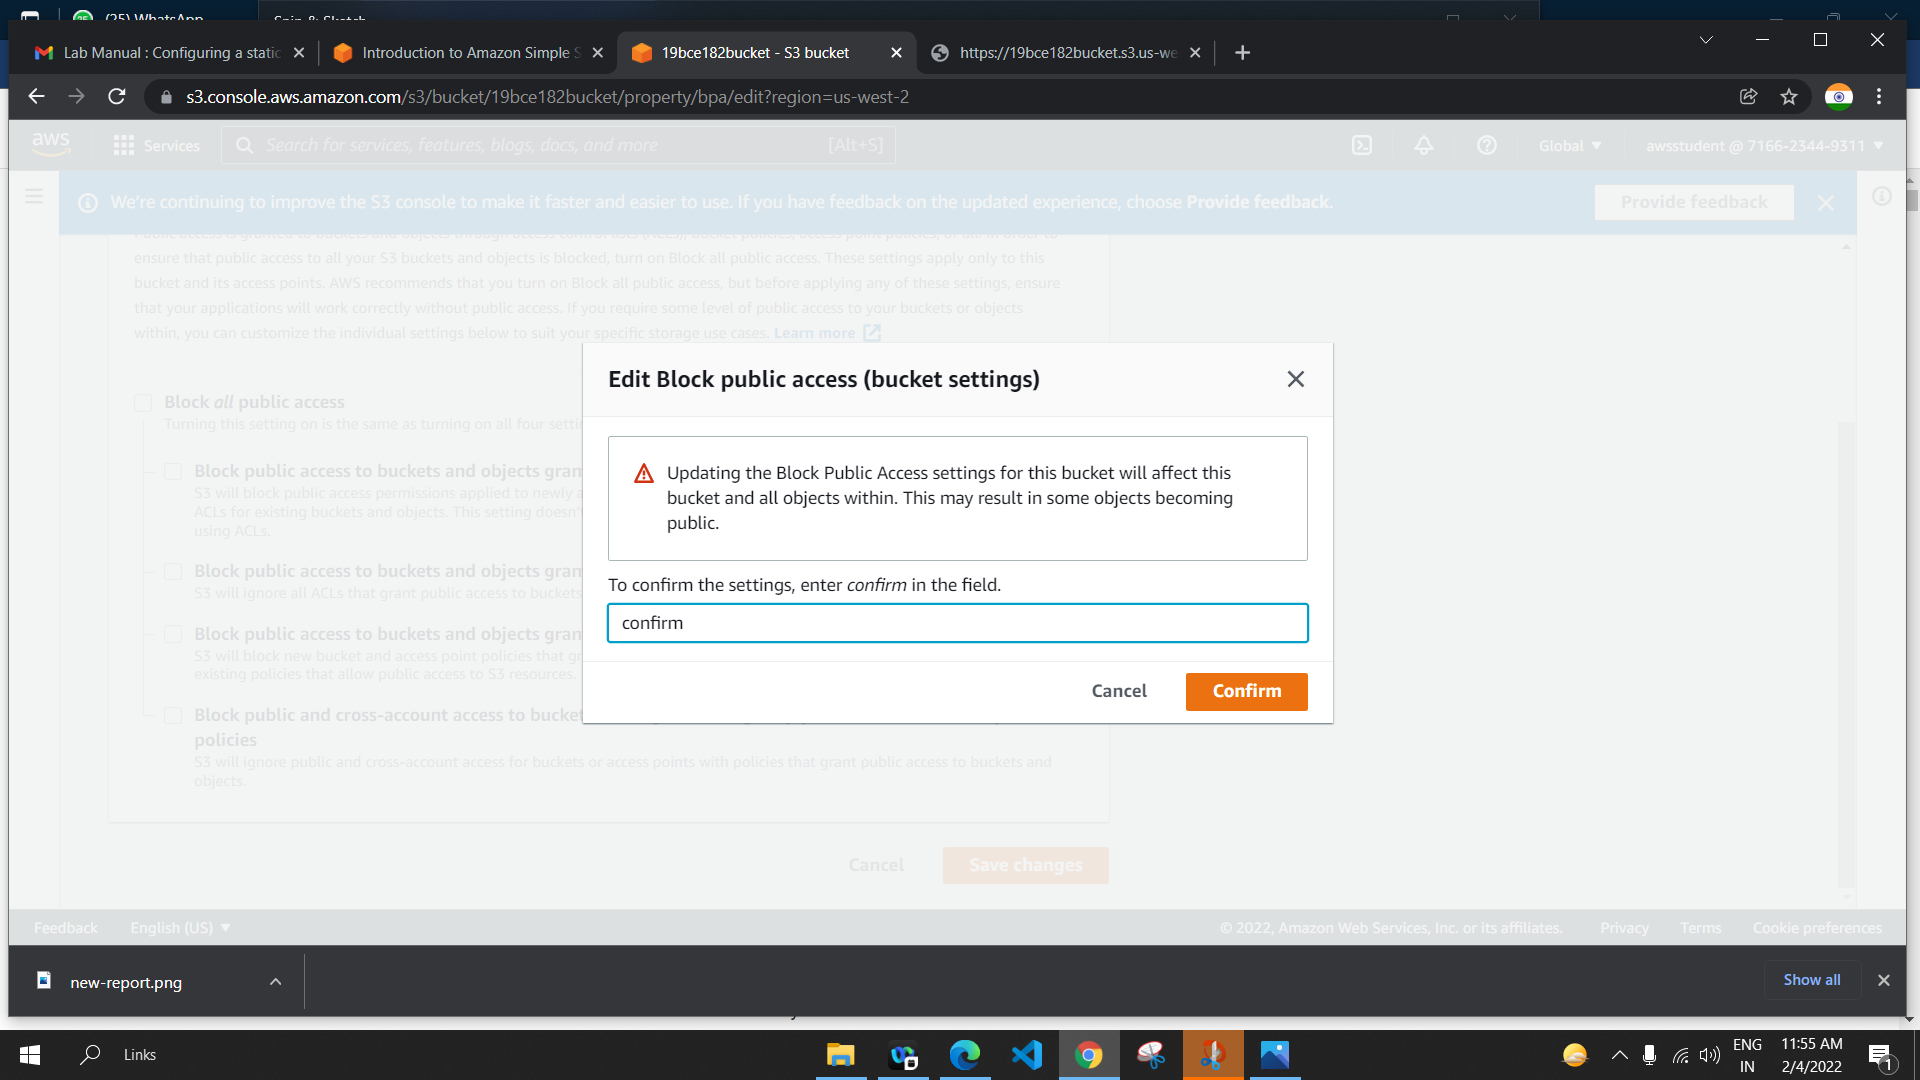 (25) WhatsApp
Lab Manual : Configuring a static
Introduction to Amazon Simple S
19bce182bucket - S3 bucket
https://19bce182bucket.s3.us-we
s3.console.aws.amazon.com/s3/bucket/19bce182bucket/property/bpa/edit?region=us-west-2
aws
Services
Search for services, features, blogs, docs, and more
[Alt+S]
Global
awsstudent @ 7166-2344-9311
We're continuing to improve the S3 console to make it faster and easier to use. If you have feedback on the updated experience, choose Provide feedback.
Provide feedback
ensure that public access to all your S3 buckets and objects is blocked, turn on Block all public access. These settings apply only to this
bucket and its access points. AWS recommends that you turn on Block all public access, but before applying any of these settings, ensure
that your applications will work correctly without public access. If you require some level of public access to your buckets or objects
within, you can customize the individual settings below to suit your specific storage use cases. Learn more
Edit Block public access (bucket settings)
Updating the Block Public Access settings for this bucket will affect this
bucket and all objects within. This may result in some objects becoming
public.
To confirm the settings, enter confirm in the field.
confirm
Cancel
Confirm
Block all public access
Turning this setting on is the same as turning on all four setti
Block public access to buckets and objects gran
S3 will block public access permissions applied to newly a
ACLs for existing buckets and objects. This setting doesn'
using ACLs.
Block public access to buckets and objects gran
S3 will ignore all ACLs that grant public access to buckets
Block public access to buckets and objects gran
S3 will block new bucket and access point policies that gr
existing policies that allow public access to S3 resources.
Block public and cross-account access to bucket
policies
S3 will ignore public and cross-account access for buckets or access points with policies that grant public access to buckets and
objects.
Cancel
Save changes
Feedback
English (US)
© 2022, Amazon Web Services, Inc. or its affiliates.
Privacy
Terms
Cookie preferences
new-report.png
Show all
Links
ENG
IN
11:55 AM
2/4/2022
1